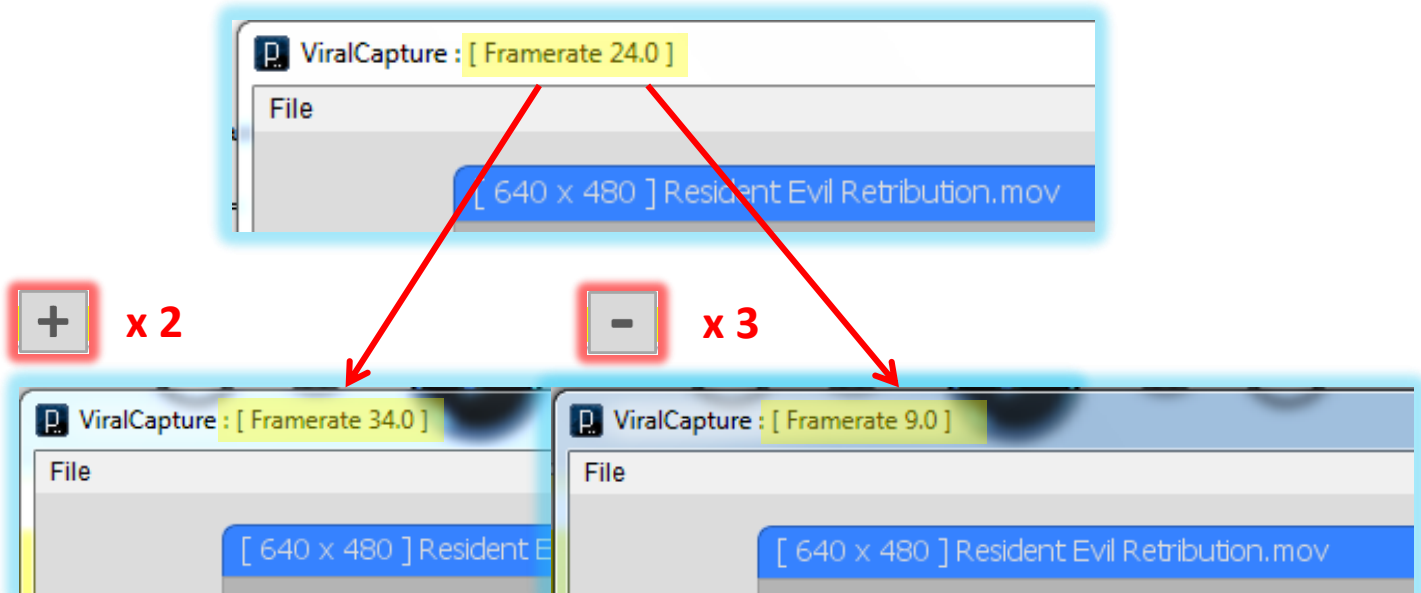 ViralCapture : [ Framerate 24.0 ]
File
[ 640 x 480 ] Resident Evil Retribution.mov
+ x 2
- x 3
ViralCapture : [ Framerate 34.0 ]
File
[ 640 x 480 ] Resident E
ViralCapture : [ Framerate 9.0 ]
File
[ 640 x 480 ] Resident Evil Retribution.mov